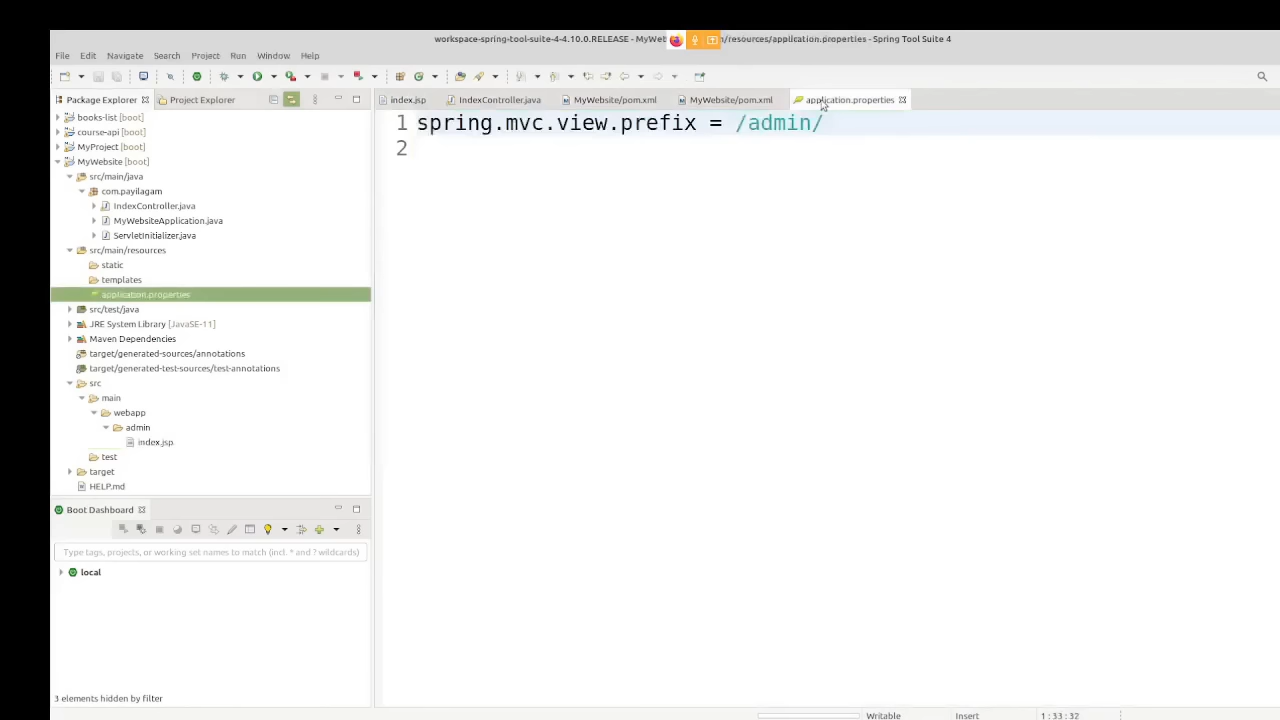 workspace-spring-tool-suite-4-4.10.0.RELEASE - MyWeb n/resources/application.properties - Spring Tool Suite 4
File Edit Navigate Search Project Run Window Help
Package Explorer Project Explorer
index.jsp IndexController.java MyWebsite/pom.xml MyWebsite/pom.xml application.properties
books-list [boot]
course-api [boot]
MyProject [boot]
MyWebsite [boot]
src/main/java
com.payilagam
IndexController.java
MyWebsiteApplication.java
ServletInitializer.java
src/main/resources
static
templates
application.properties
src/test/java
JRE System Library [JavaSE-11]
Maven Dependencies
target/generated-sources/annotations
target/generated-test-sources/test-annotations
src
main
webapp
admin
index.jsp
test
target
HELP.md
1 spring.mvc.view.prefix = /admin/
2
Boot Dashboard
Type tags, projects, or working set names to match (incl. * and ? wildcards)
local
3 elements hidden by filter
Writable Insert 1 : 33 : 32